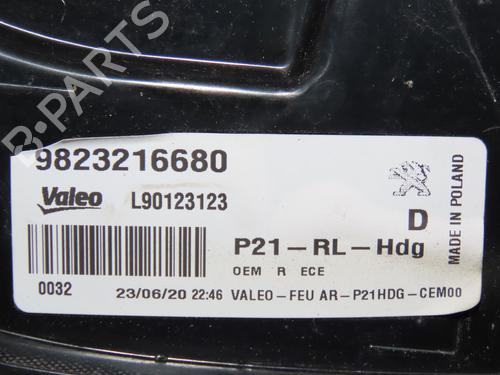 9823216680
Valeo L90123123
D
P21-RL-Hdg
OEM R ECE
0032 23/06/20 22:46 VALEO-FEU AR-P21HDG-CEM00
MADE IN POLAND
B-PARTS